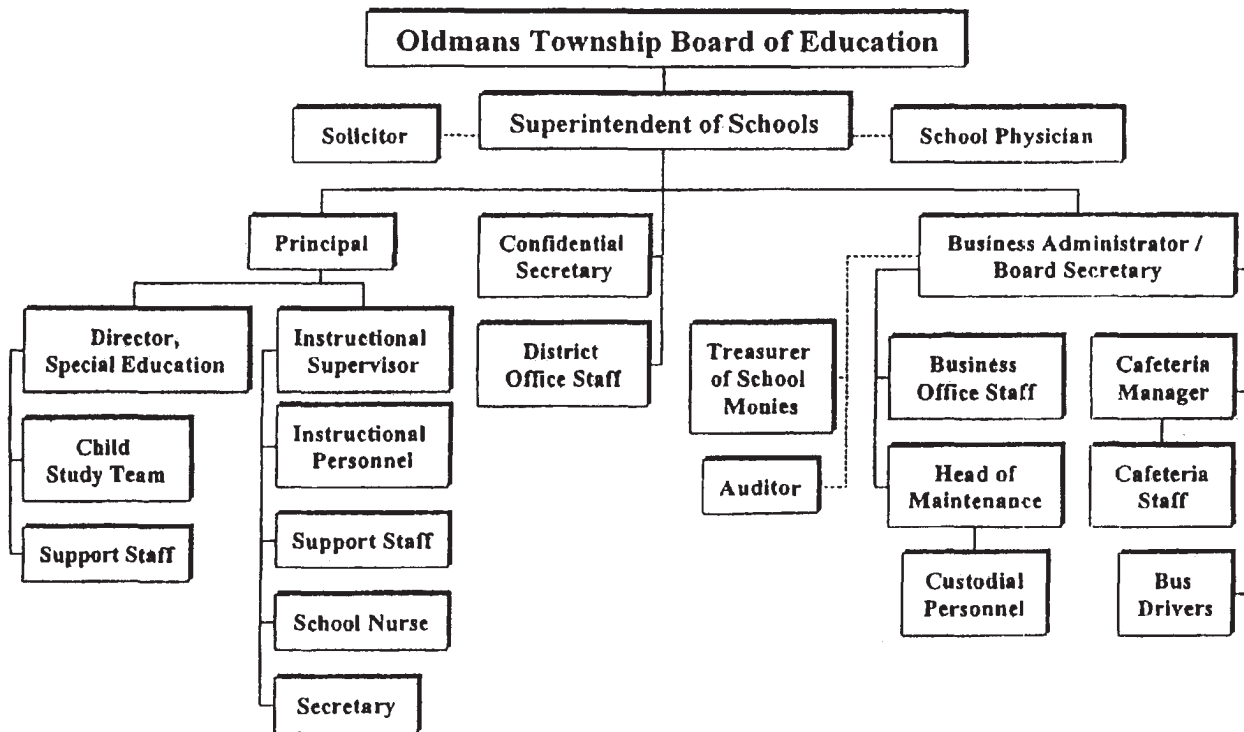 Oldmans Township Board of Education
Solicitor
Superintendent of Schools
School Physician
Principal
Confidential
Secretary
Business Administrator /
Board Secretary
Director,
Special Education
Instructional
Supervisor
District
Office Staff
Treasurer
of School
Monies
Business
Office Staff
Cafeteria
Manager
Child
Study Team
Instructional
Personnel
Auditor
Head of
Maintenance
Cafeteria
Staff
Support Staff
Support Staff
Custodial
Personnel
Bus
Drivers
School Nurse
Secretary